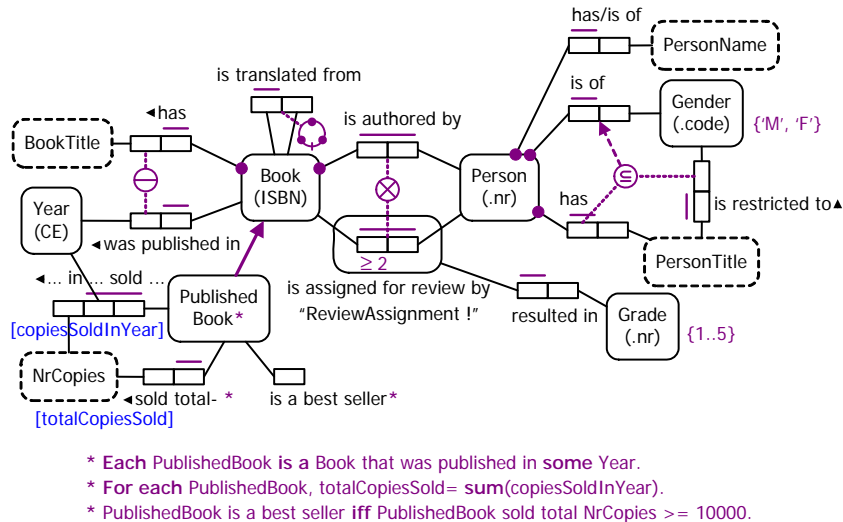 has/is of
PersonName
is translated from
is of
Gender
(.code)
{'M', 'F'}
◄has
is authored by
BookTitle
Book
(ISBN)
Person
(.nr)
Year
(CE)
has
is restricted to▲
◄was published in
PersonTitle
≥ 2
◄... in ... sold ...
Published
Book*
is assigned for review by
"ReviewAssignment !"
resulted in
Grade
(.nr)
{1..5}
[copiesSoldInYear]
NrCopies
◄sold total- *
is a best seller*
[totalCopiesSold]
* Each PublishedBook is a Book that was published in some Year.
* For each PublishedBook, totalCopiesSold= sum(copiesSoldInYear).
* PublishedBook is a best seller iff PublishedBook sold total NrCopies >= 10000.